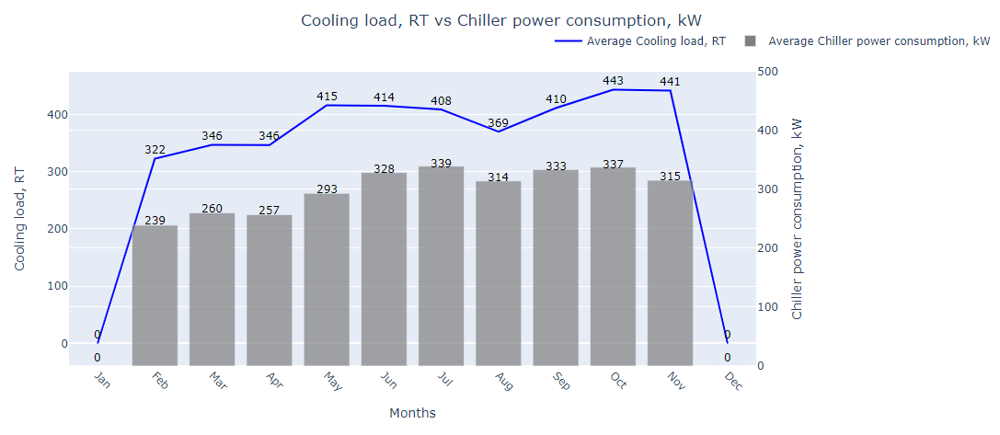 Cooling load, RT vs Chiller power consumption, kW
Average Cooling load, RT
Average Chiller power consumption, kW
Cooling load, RT
400
300
200
100
0
500
400
300
200
100
0
Chiller power consumption, kW
0
322
346
346
415
414
408
369
410
443
441
0
0
239
260
257
293
328
339
314
333
337
315
0
Jan
Feb
Mar
Apr
May
Jun
Jul
Aug
Sep
Oct
Nov
Dec
Months